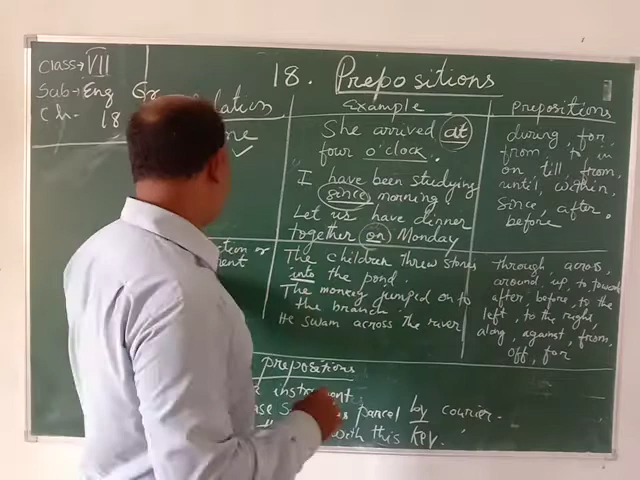 Class→ VII
Sub→ Eng Gr
Ch. 18
18. Prepositions
Example
She arrived at
four o'clock.
I have been studying
since morning
Let us have dinner
together on Monday
prepositions
during, for,
from, to, in
on, till, from,
until, within,
since, after,
before
The children threw stones
into the pond.
The monkey jumped on to
the branch.
He swam across the river
Through, across,
around, up, to, towards
after, before, to the
left, to the right,
along, against, from,
off, for
prepositions
instrument
parcel by courier.
with this key.